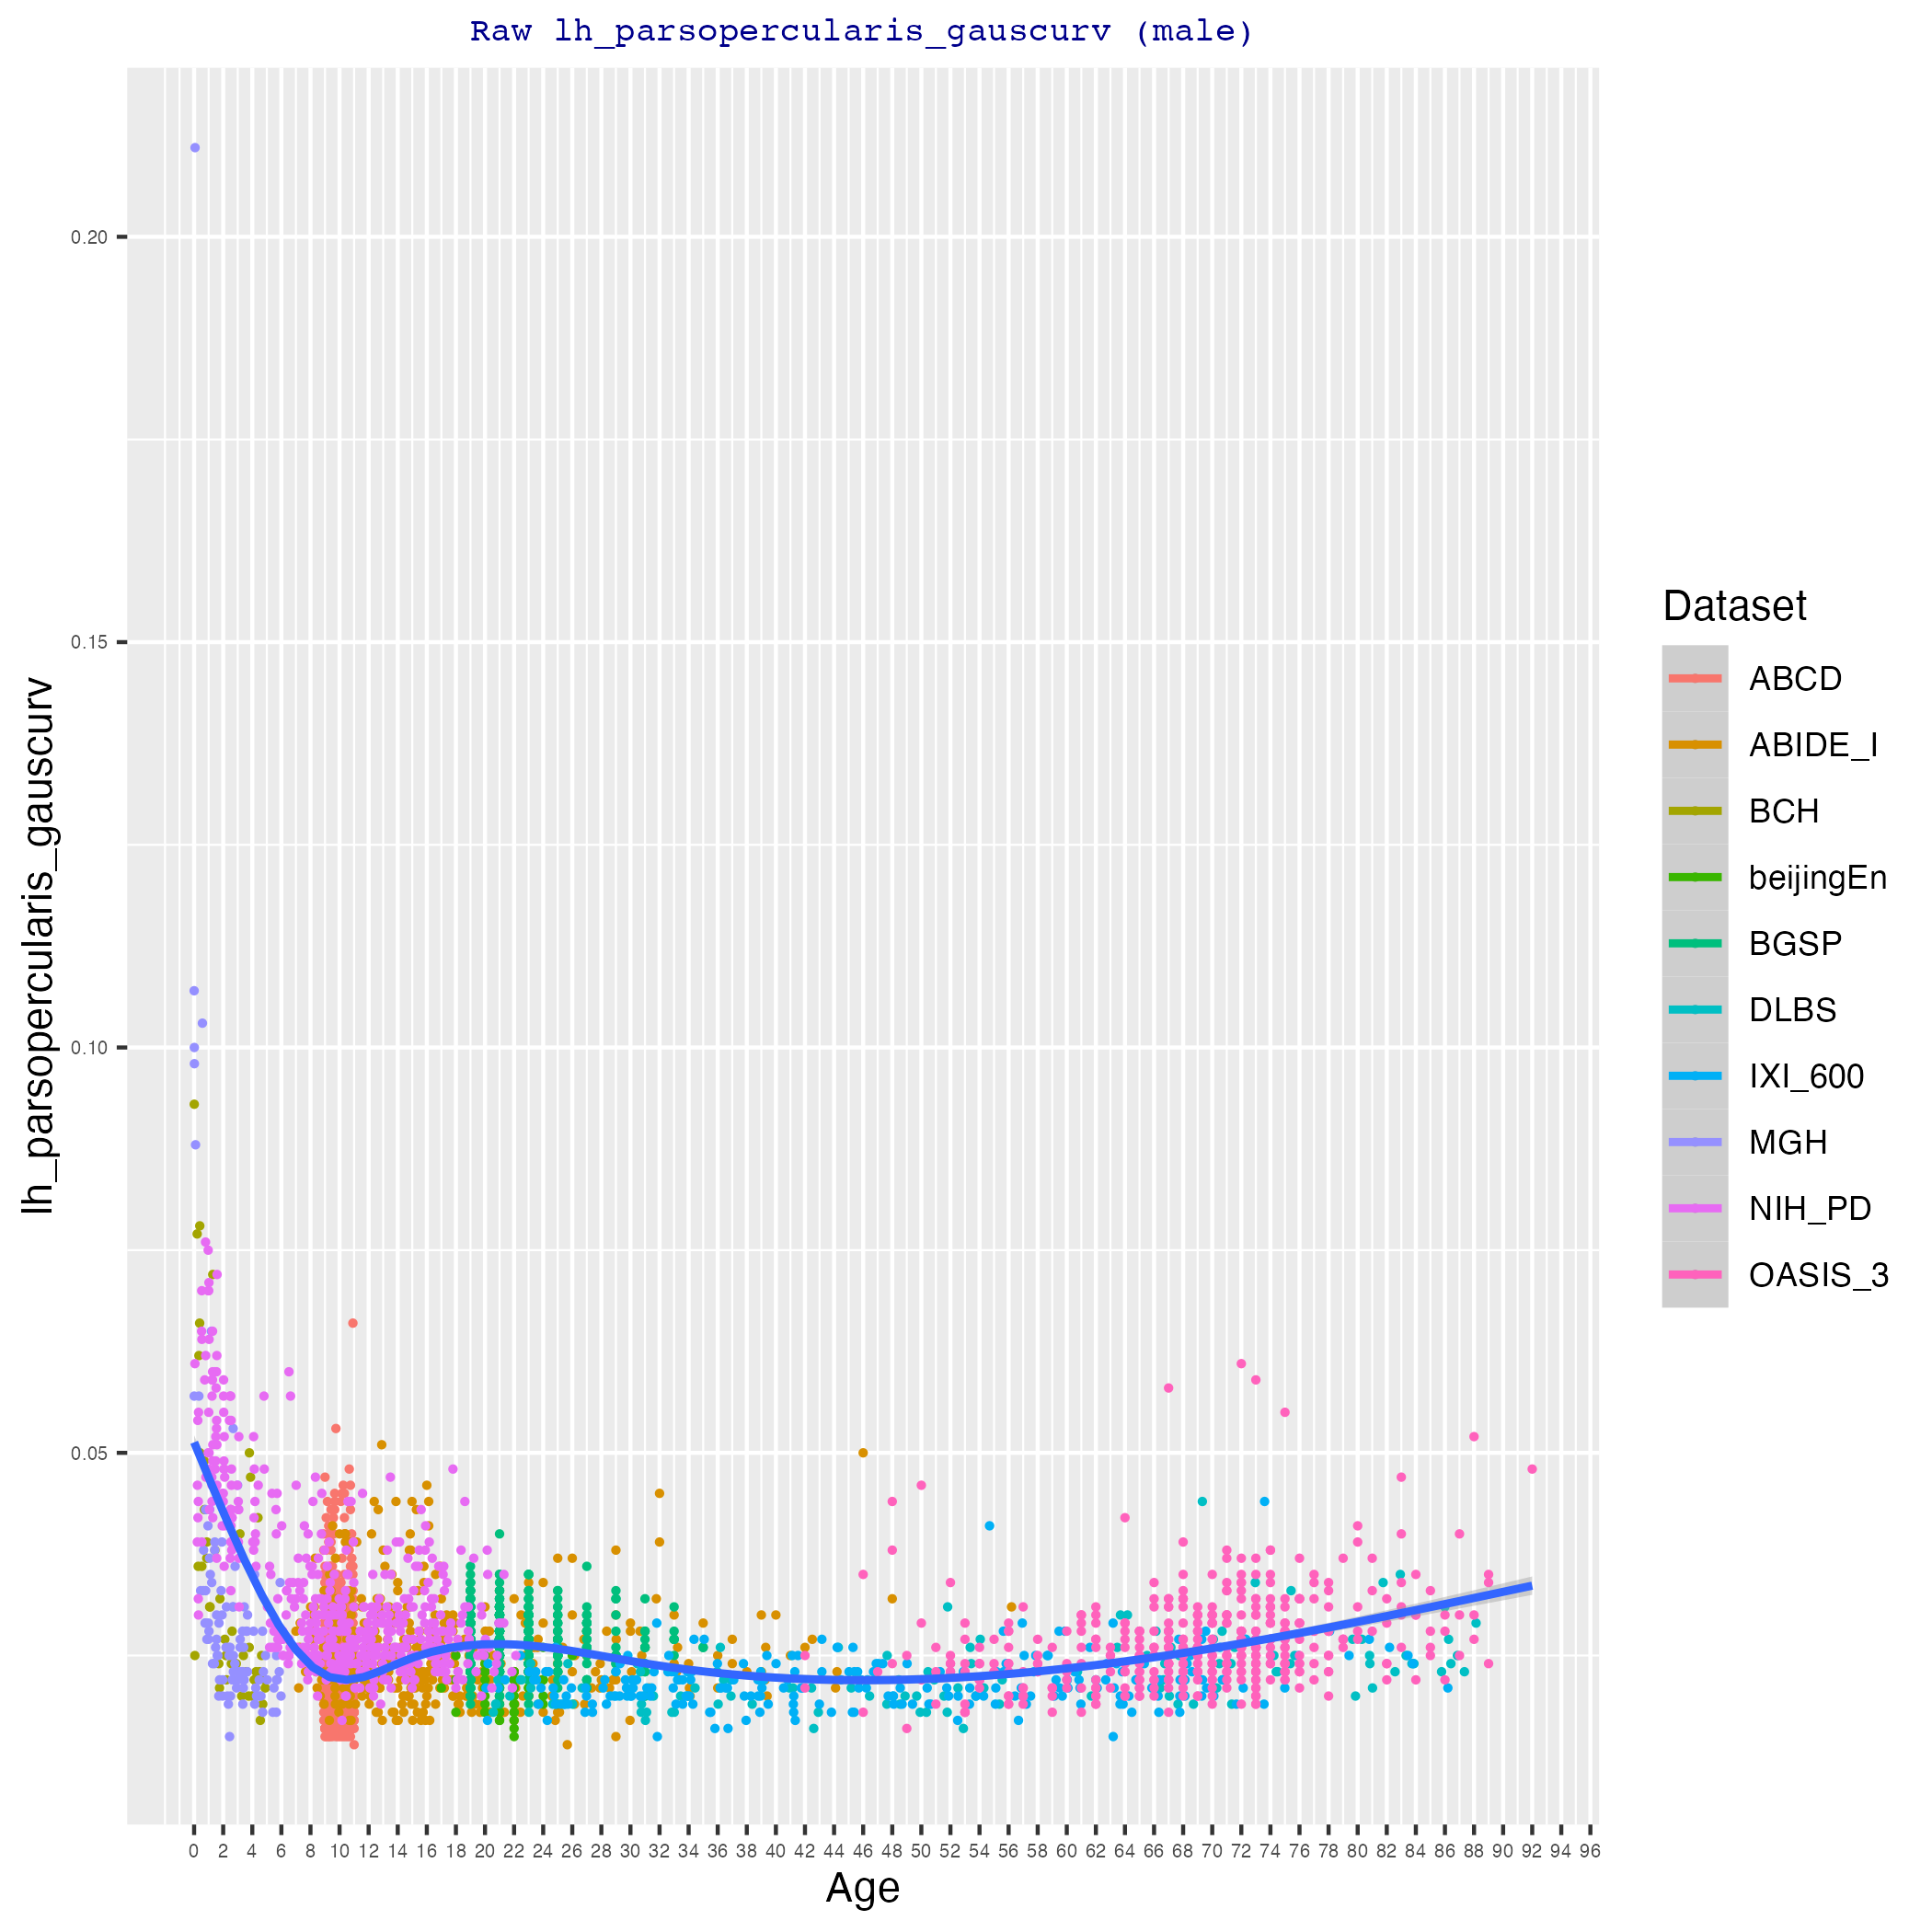 Raw lh_parsopercularis_gauscurv (male)
lh_parsopercularis_gauscurv
0.20
0.15
0.10
0.05
0 2 4 6 8 10 12 14 16 18 20 22 24 26 28 30 32 34 36 38 40 42 44 46 48 50 52 54 56 58 60 62 64 66 68 70 72 74 76 78 80 82 84 86 88 90 92 94 96
Age
Dataset
ABCD
ABIDE_I
BCH
beijingEn
BGSP
DLBS
IXI_600
MGH
NIH_PD
OASIS_3